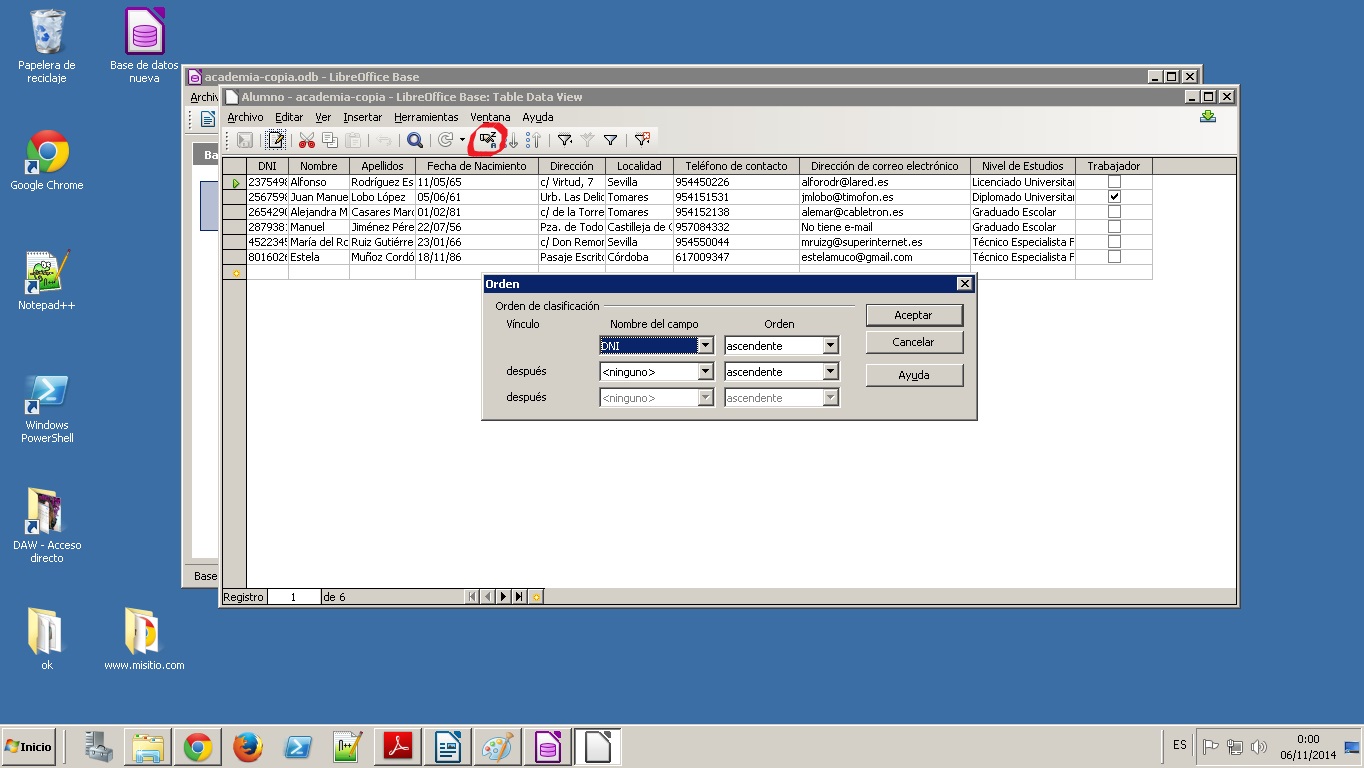 Papelera de reciclaje
Base de datos nueva
Google Chrome
Notepad++
Windows PowerShell
DAW - Acceso directo
ok
www.misitio.com
academia-copia.odb - LibreOffice Base
Archiv
Ba
Base
Alumno - academia-copia - LibreOffice Base: Table Data View
Archivo Editar Ver Insertar Herramientas Ventana Ayuda
DNI Nombre Apellidos Fecha de Nacimiento Dirección Localidad Teléfono de contacto Dirección de correo electrónico Nivel de Estudios Trabajador
2375498 Alfonso Rodríguez Es 11/05/65 c/ Virtud, 7 Sevilla 954450226 alforodr@lared.es Licenciado Universitar
2567598 Juan Manue Lobo López 05/06/61 Urb. Las Delic Tomares 954151531 jmlobo@timofon.es Diplomado Universitar
2654290 Alejandra M Casares Marc 01/02/81 c/ de la Torre Tomares 954152138 alemar@cabletron.es Graduado Escolar
2879381 Manuel Jiménez Pére 22/07/56 Pza. de Todo Castilleja de C 957084332 No tiene e-mail Graduado Escolar
4522345 María del Ro Ruiz Gutiérre 23/01/66 c/ Don Remor Sevilla 954550044 mruizg@superinternet.es Técnico Especialista F
8016026 Estela Muñoz Cordó 18/11/86 Pasaje Escrito Córdoba 617009347 estelamuco@gmail.com Técnico Especialista F
Orden
Orden de clasificación
Vínculo Nombre del campo Orden
DNI ascendente
después <ninguno> ascendente
después <ninguno> ascendente
Aceptar
Cancelar
Ayuda
Registro 1 de 6
Inicio
ES
0:00
06/11/2014